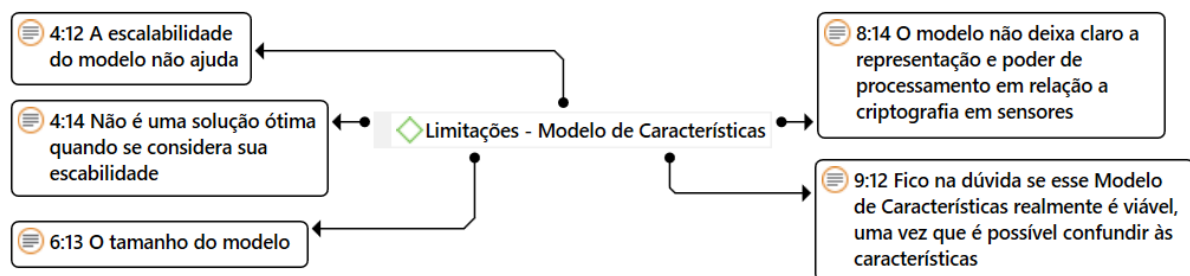 4:12 A escalabilidade
do modelo não ajuda
4:14 Não é uma solução ótima
quando se considera sua
escabilidade
6:13 O tamanho do modelo
Limitações - Modelo de Características
8:14 O modelo não deixa claro a
representação e poder de
processamento em relação a
criptografia em sensores
9:12 Fico na dúvida se esse Modelo
de Características realmente é viável,
uma vez que é possível confundir às
características